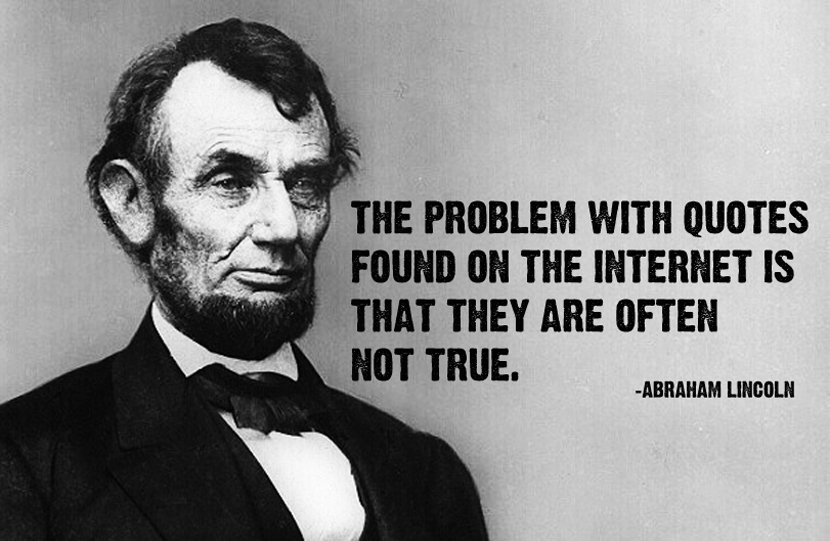 THE PROBLEM WITH QUOTES
FOUND ON THE INTERNET IS
THAT THEY ARE OFTEN
NOT TRUE.
-ABRAHAM LINCOLN